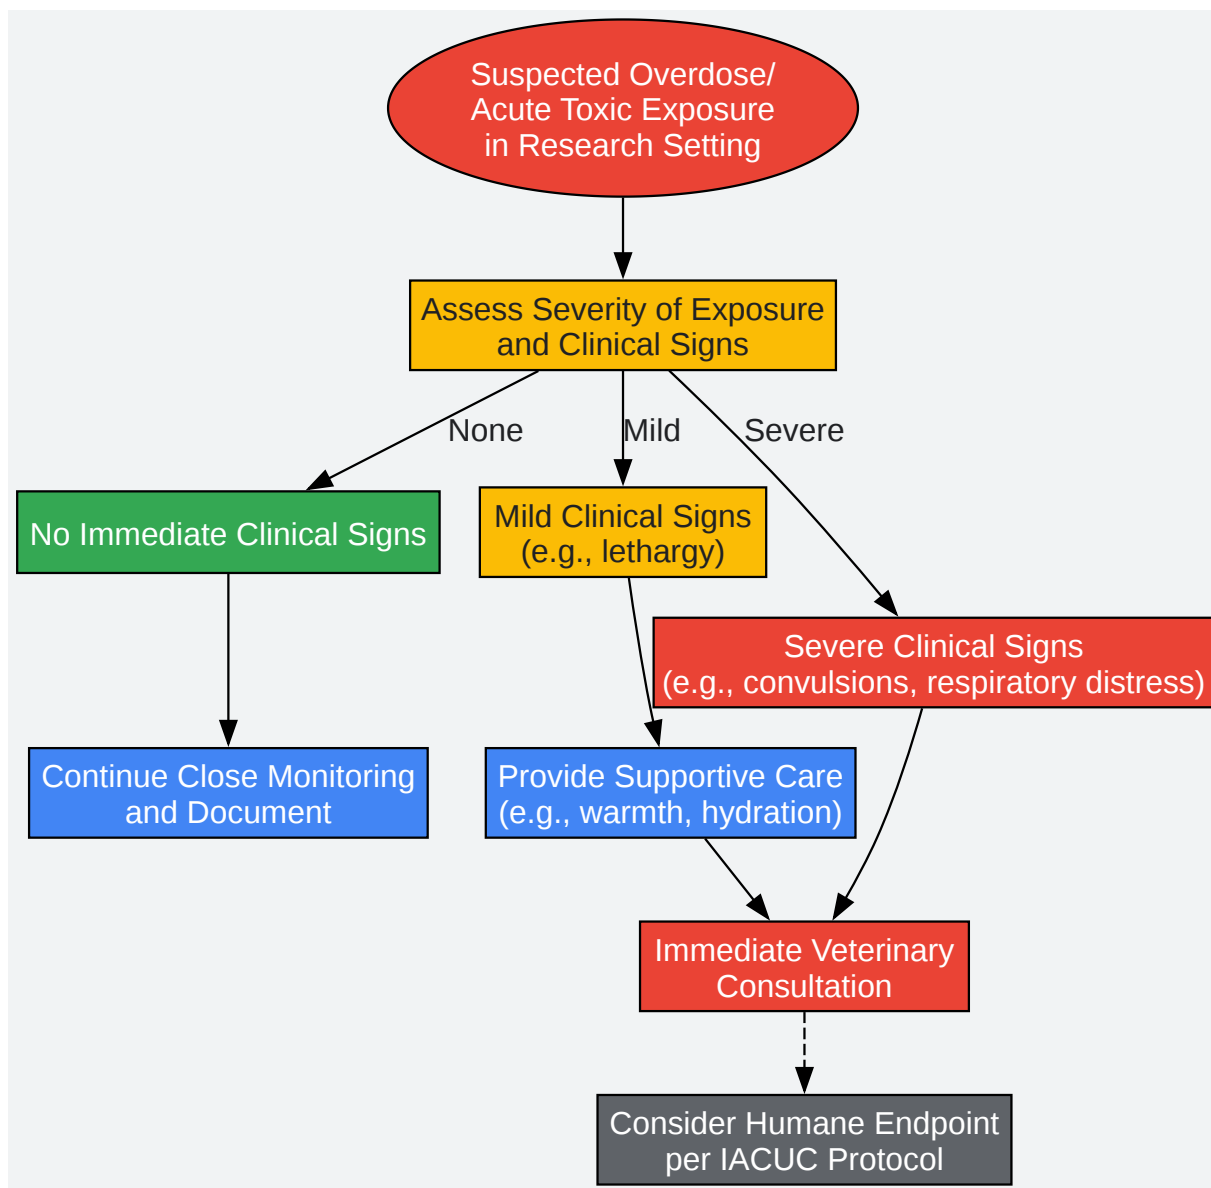 Suspected Overdose/
Acute Toxic Exposure
in Research Setting
Assess Severity of Exposure
and Clinical Signs
None
Mild
Severe
No Immediate Clinical Signs
Mild Clinical Signs
(e.g., lethargy)
Severe Clinical Signs
(e.g., convulsions, respiratory distress)
Continue Close Monitoring
and Document
Provide Supportive Care
(e.g., warmth, hydration)
Immediate Veterinary
Consultation
Consider Humane Endpoint
per IACUC Protocol